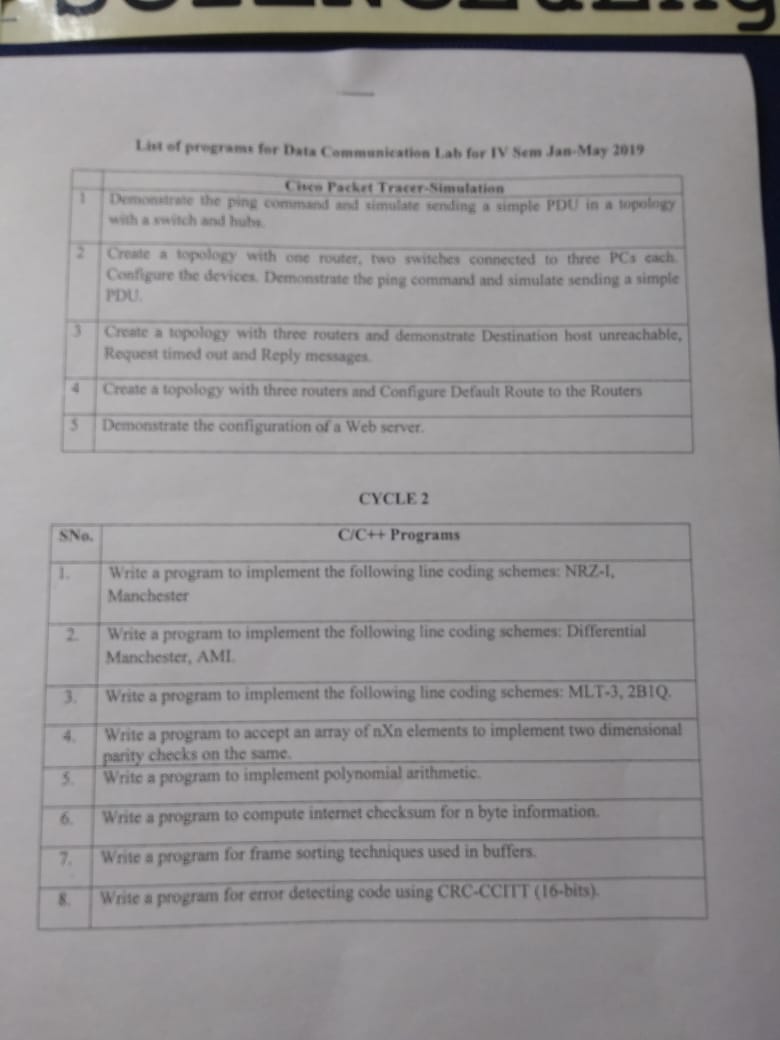 List of programs for Data Communication Lab for IV Sem Jan-May 2019
Cisco Packet Tracer-Simulation
1 Demonstrate the ping command and simulate sending a simple PDU in a topology
with a switch and hubs.
2 Create a topology with one router, two switches connected to three PCs each.
Configure the devices. Demonstrate the ping command and simulate sending a simple
PDU.
3 Create a topology with three routers and demonstrate Destination host unreachable,
Request timed out and Reply messages.
4 Create a topology with three routers and Configure Default Route to the Routers
5 Demonstrate the configuration of a Web server.
CYCLE 2
SNo. C/C++ Programs
1. Write a program to implement the following line coding schemes: NRZ-I,
Manchester
2. Write a program to implement the following line coding schemes: Differential
Manchester, AMI.
3. Write a program to implement the following line coding schemes: MLT-3, 2B1Q.
4. Write a program to accept an array of nXn elements to implement two dimensional
parity checks on the same.
5. Write a program to implement polynomial arithmetic.
6. Write a program to compute internet checksum for n byte information.
7. Write a program for frame sorting techniques used in buffers.
8. Write a program for error detecting code using CRC-CCITT (16-bits).